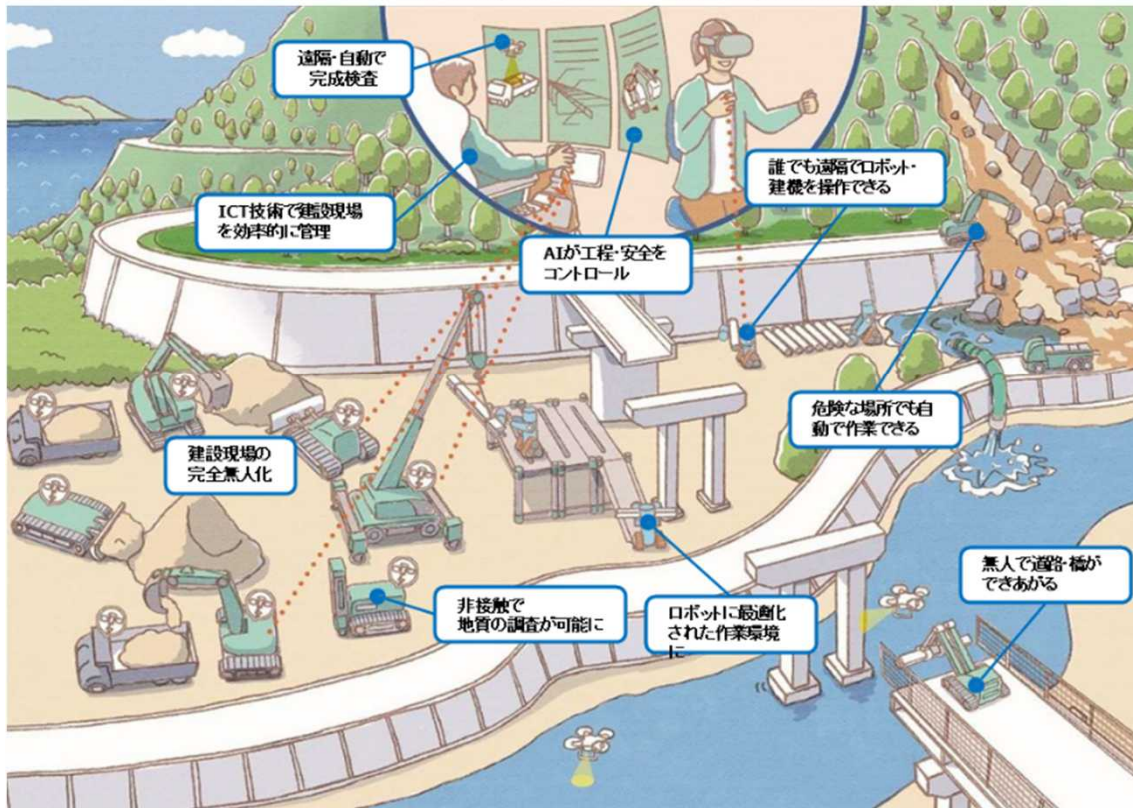 遠隔・自動で
完成検査
ICT技術で建設現場
を効率的に管理
AIが工程・安全を
コントロール
誰でも遠隔でロボット・
建機を操作できる
危険な場所でも自
動で作業できる
建設現場の
完全無人化
非接触で
地質の調査が可能に
ロボットに最適化
された作業環境
に
無人で道路・橋が
できあがる